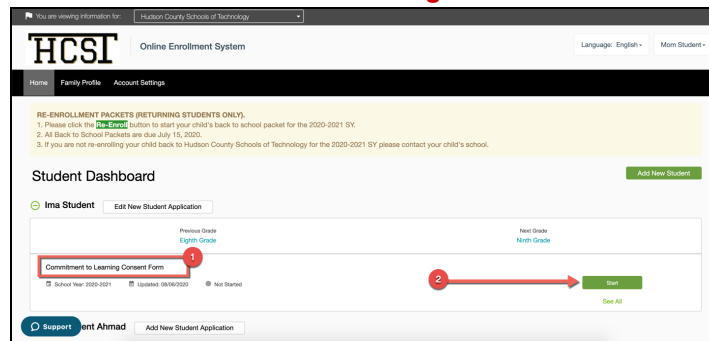 You are viewing information for: Hudson County Schools of Technology
HCST Online Enrollment System Language: English Mom Student
Home Family Profile Account Settings
RE-ENROLLMENT PACKETS (RETURNING STUDENTS ONLY).
1. Please click the Re-Enroll button to start your child's back to school packet for the 2020-2021 SY.
2. All Back to School Packets are due July 15, 2020.
3. If you are not re-enrolling your child back to Hudson County Schools of Technology for the 2020-2021 SY please contact your child's school.
Student Dashboard Add New Student
Ima Student Edit New Student Application
Previous Grade Next Grade
Eighth Grade Ninth Grade
1
Commitment to Learning Consent Form
2
School Year: 2020-2021 Updated: 08/06/2020 Not Started Start
See All
Support ent Ahmad Add New Student Application